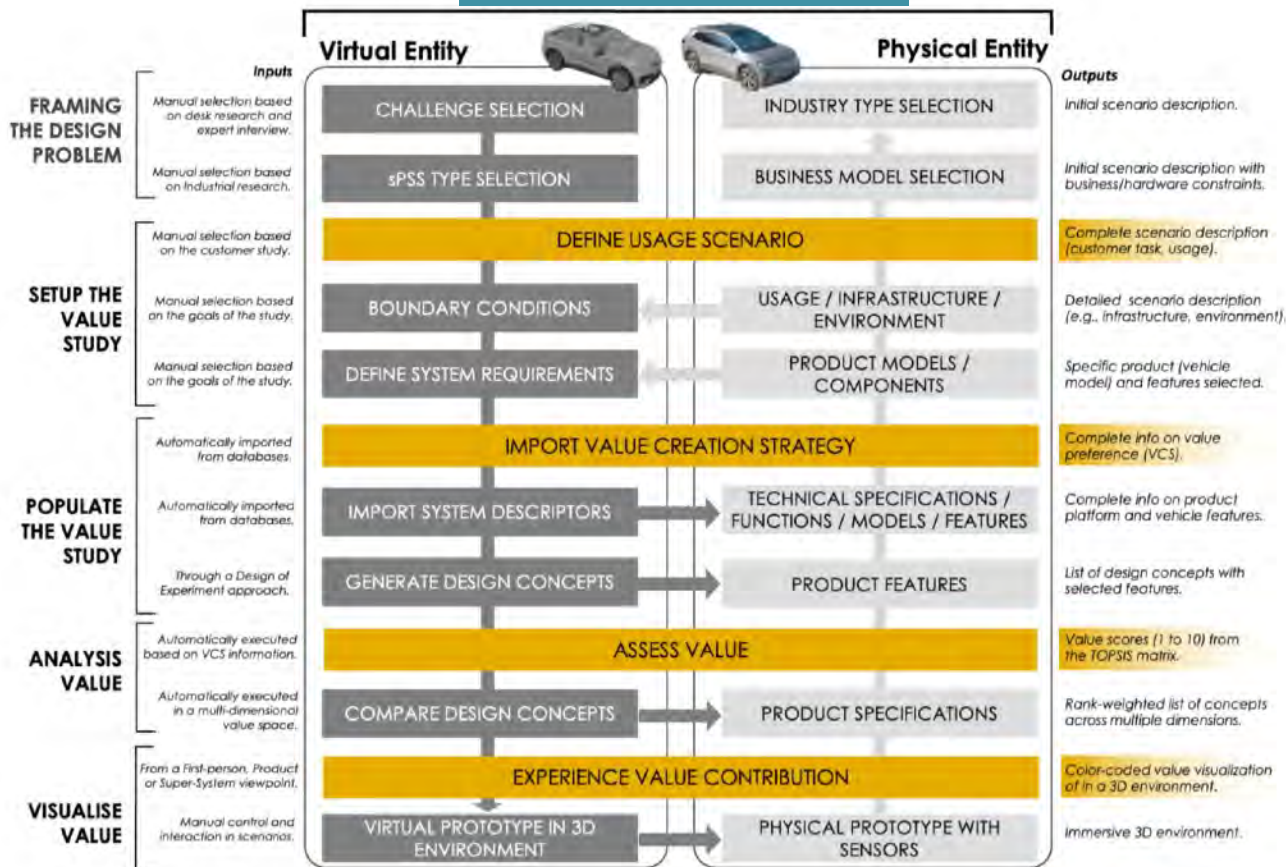 Virtual Entity
Physical Entity
Inputs
Outputs
FRAMING
THE DESIGN
PROBLEM
Manual selection based
on desk research and
expert interview.
CHALLENGE SELECTION
INDUSTRY TYPE SELECTION
Initial scenario description.
Manual selection based
on Industrial research.
sPSS TYPE SELECTION
BUSINESS MODEL SELECTION
Initial scenario description with
business/hardware constraints.
SETUP THE
VALUE
STUDY
Manual selection based
on the customer study.
DEFINE USAGE SCENARIO
Complete scenario description
(customer task, usage).
Manual selection based
on the goals of the study.
BOUNDARY CONDITIONS
USAGE / INFRASTRUCTURE /
ENVIRONMENT
Detailed scenario description
(e.g., infrastructure, environment).
Manual selection based
on the goals of the study.
DEFINE SYSTEM REQUIREMENTS
PRODUCT MODELS /
COMPONENTS
Specific product (vehicle
model) and features selected.
POPULATE
THE VALUE
STUDY
Automatically imported
from databases.
IMPORT VALUE CREATION STRATEGY
Complete info on value
preference (VCS).
Automatically imported
from databases.
IMPORT SYSTEM DESCRIPTORS
TECHNICAL SPECIFICATIONS /
FUNCTIONS / MODELS / FEATURES
Complete info on product
platform and vehicle features.
Through a Design of
Experiment approach.
GENERATE DESIGN CONCEPTS
PRODUCT FEATURES
List of design concepts with
selected features.
ANALYSIS
VALUE
Automatically executed
based on VCS information.
ASSESS VALUE
Value scores (1 to 10) from
the TOPSIS matrix.
Automatically executed
in a multi-dimensional
value space.
COMPARE DESIGN CONCEPTS
PRODUCT SPECIFICATIONS
Rank-weighted list of concepts
across multiple dimensions.
VISUALISE
VALUE
From a First-person, Product
or Super-System viewpoint.
EXPERIENCE VALUE CONTRIBUTION
Color-coded value visualization
of in a 3D environment.
Manual control and
interaction in scenarios.
VIRTUAL PROTOTYPE IN 3D
ENVIRONMENT
PHYSICAL PROTOTYPE WITH
SENSORS
Immersive 3D environment.